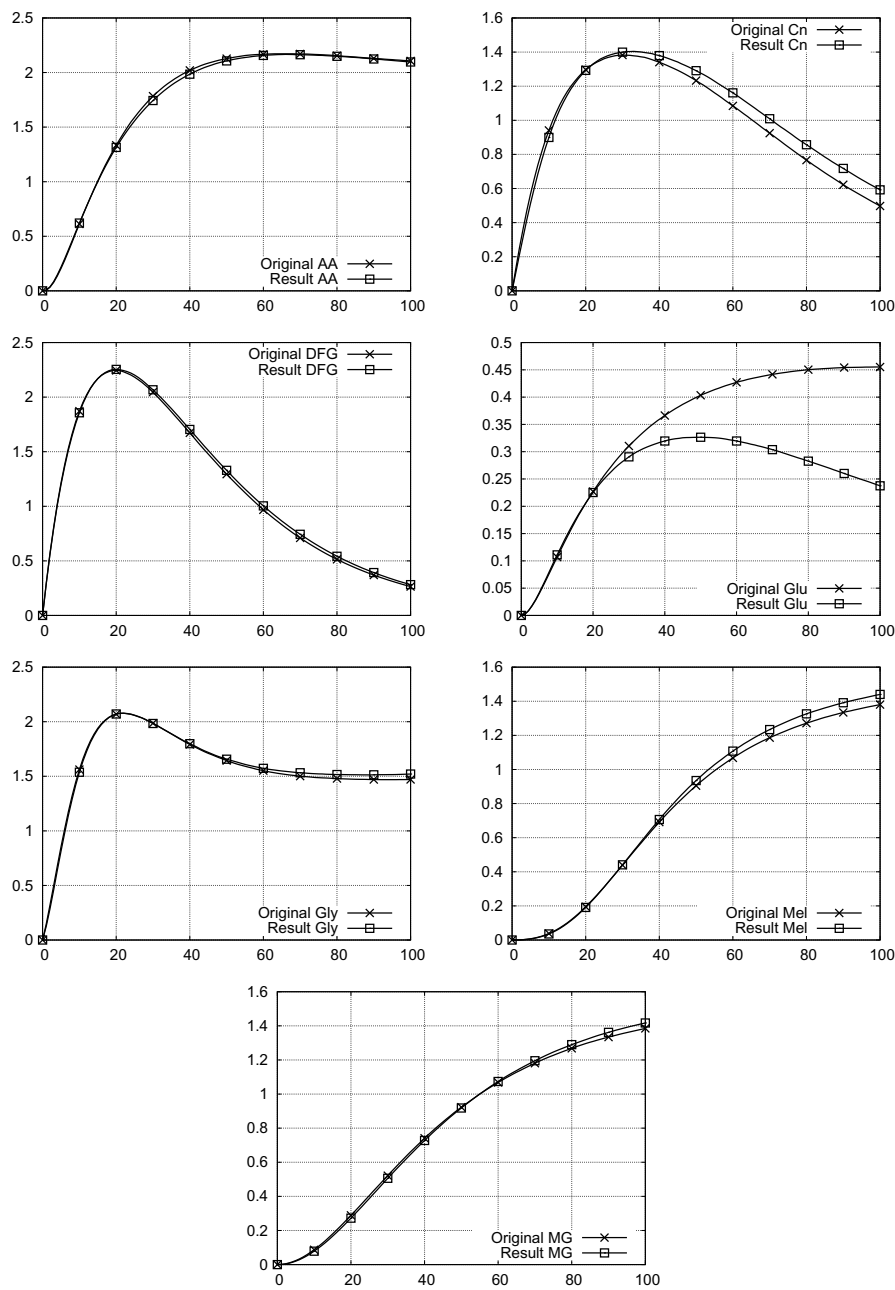 2.5
2
1.5
1
0.5
0
Original AA
Result AA
0 20 40 60 80 100
1.6
1.4
1.2
1
0.8
0.6
0.4
0.2
0
Original Cn
Result Cn
0 20 40 60 80 100
2.5
2
1.5
1
0.5
0
Original DFG
Result DFG
0 20 40 60 80 100
0.5
0.45
0.4
0.35
0.3
0.25
0.2
0.15
0.1
0.05
0
Original Glu
Result Glu
0 20 40 60 80 100
2.5
2
1.5
1
0.5
0
Original Gly
Result Gly
0 20 40 60 80 100
1.6
1.4
1.2
1
0.8
0.6
0.4
0.2
0
Original Mel
Result Mel
0 20 40 60 80 100
1.6
1.4
1.2
1
0.8
0.6
0.4
0.2
0
Original MG
Result MG
0 20 40 60 80 100